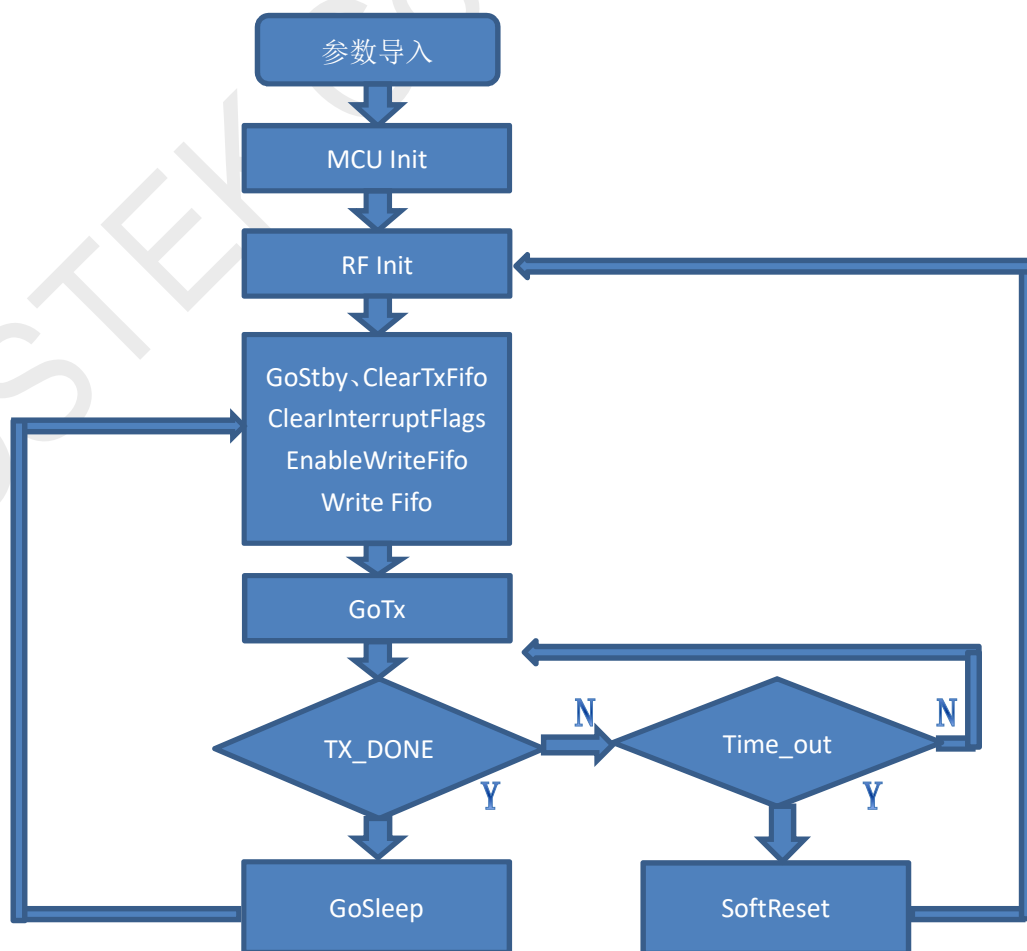 参数导入
MCU Init
RF Init
GoStby、ClearTxFifo
ClearInterruptFlags
EnableWriteFifo
Write Fifo
GoTx
TX_DONE
N
Time_out
N
Y
Y
GoSleep
SoftReset